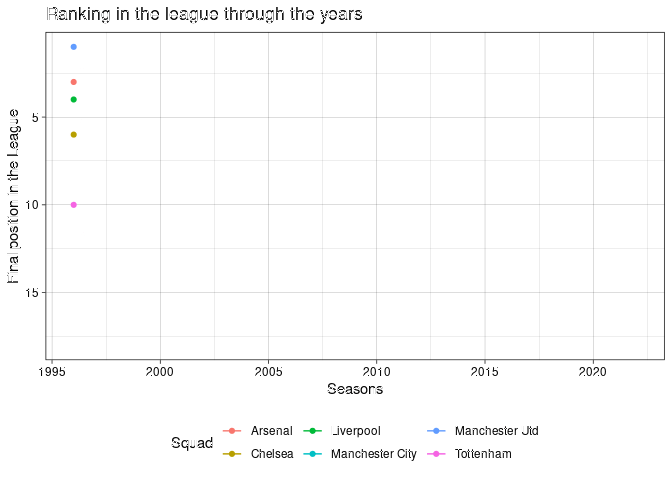 Ranking in the league through the years
Final position in the League
5
10
15
1995 2000 2005 2010 2015 2020
Seasons
Squad
Arsenal Liverpool Manchester Utd
Chelsea Manchester City Tottenham